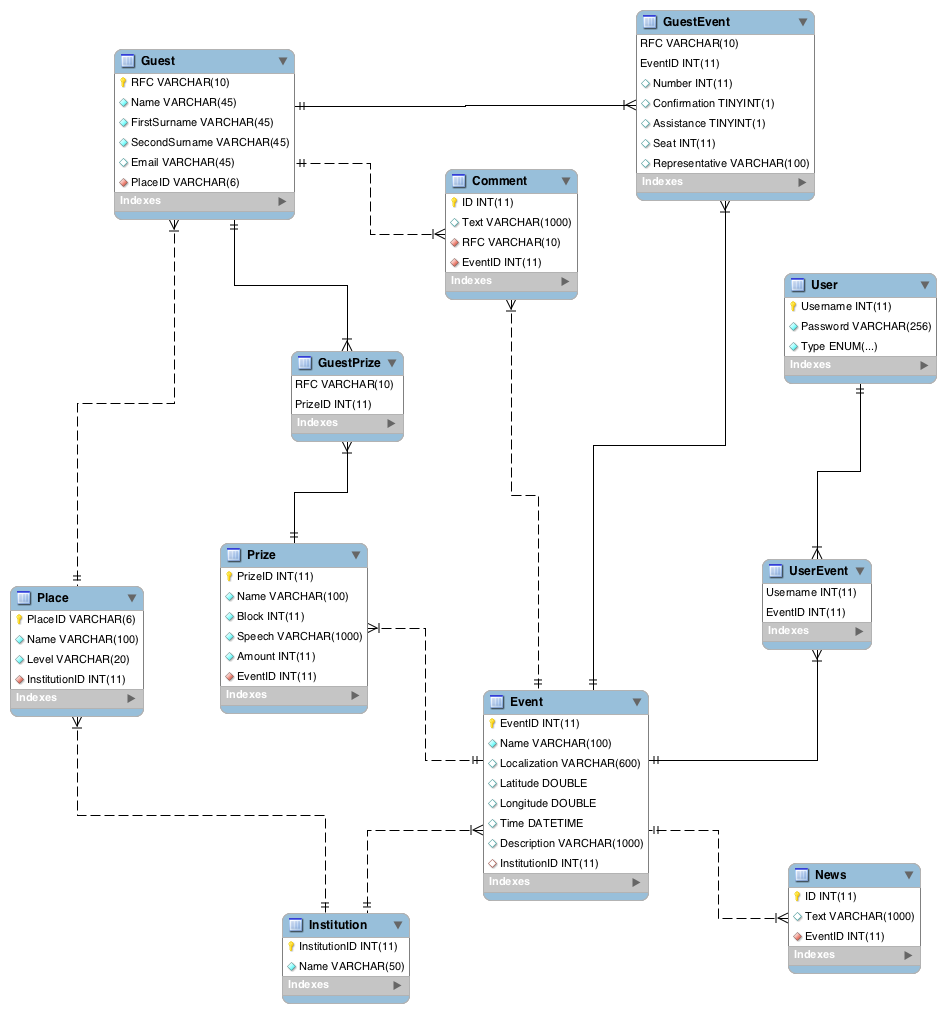 GuestEvent
RFC VARCHAR(10)
EventID INT(11)
Number INT(11)
Confirmation TINYINT(1)
Assistance TINYINT(1)
Seat INT(11)
Representative VARCHAR(100)
Indexes
Guest
RFC VARCHAR(10)
Name VARCHAR(45)
FirstSurname VARCHAR(45)
SecondSurname VARCHAR(45)
Email VARCHAR(45)
PlaceID VARCHAR(6)
Indexes
Comment
ID INT(11)
Text VARCHAR(1000)
RFC VARCHAR(10)
EventID INT(11)
Indexes
User
Username INT(11)
Password VARCHAR(256)
Type ENUM(...)
Indexes
GuestPrize
RFC VARCHAR(10)
PrizeID INT(11)
Indexes
Prize
PrizeID INT(11)
Name VARCHAR(100)
Block INT(11)
Speech VARCHAR(1000)
Amount INT(11)
EventID INT(11)
Indexes
UserEvent
Username INT(11)
EventID INT(11)
Indexes
Place
PlaceID VARCHAR(6)
Name VARCHAR(100)
Level VARCHAR(20)
InstitutionID INT(11)
Indexes
Event
EventID INT(11)
Name VARCHAR(100)
Localization VARCHAR(600)
Latitude DOUBLE
Longitude DOUBLE
Time DATETIME
Description VARCHAR(1000)
InstitutionID INT(11)
Indexes
News
ID INT(11)
Text VARCHAR(1000)
EventID INT(11)
Indexes
Institution
InstitutionID INT(11)
Name VARCHAR(50)
Indexes